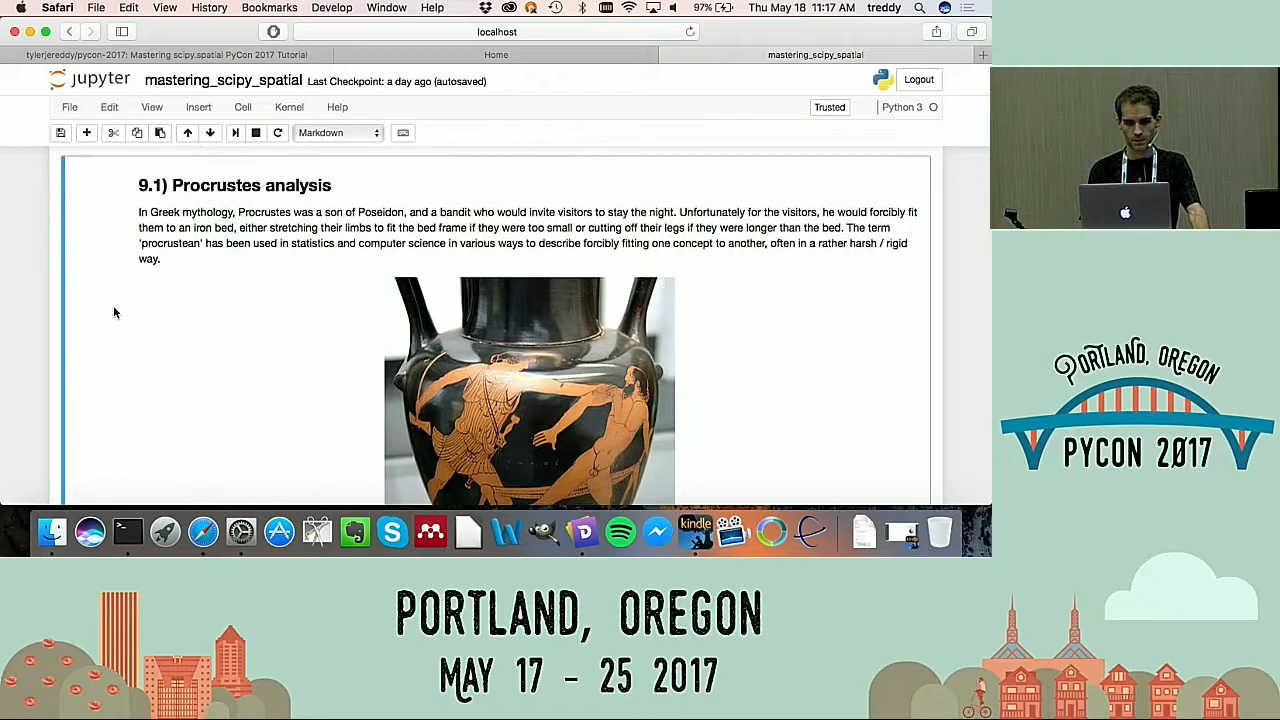 Safari File Edit View History Bookmarks Develop Window Help 97% Thu May 18 11:17 AM treddy
localhost
tylerjereddy/pycon-2017: Mastering scipy.spatial PyCon 2017 Tutorial Home mastering_scipy_spatial
jupyter mastering_scipy_spatial Last Checkpoint: a day ago (autosaved) Logout
File Edit View Insert Cell Kernel Help Trusted Python 3
Markdown
9.1) Procrustes analysis
In Greek mythology, Procrustes was a son of Poseidon, and a bandit who would invite visitors to stay the night. Unfortunately for the visitors, he would forcibly fit
them to an iron bed, either stretching their limbs to fit the bed frame if they were too small or cutting off their legs if they were longer than the bed. The term
'procrustean' has been used in statistics and computer science in various ways to describe forcibly fitting one concept to another, often in a rather harsh / rigid
way.
kindle
PORTLAND, OREGON
PYCON 2017
PORTLAND, OREGON
MAY 17 - 25 2017